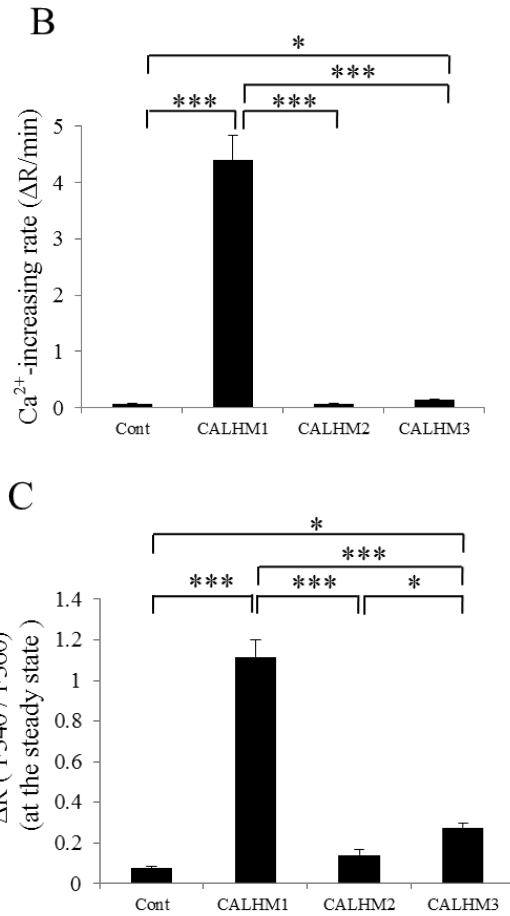 B
*
***
*** ***
Ca²⁺-increasing rate (ΔR/min)
5
4
3
2
1
0
Cont CALHM1 CALHM2 CALHM3
C
*
***
*** *** *
(at the steady state )
1.4
1.2
1
0.8
0.6
0.4
0.2
0
Cont CALHM1 CALHM2 CALHM3